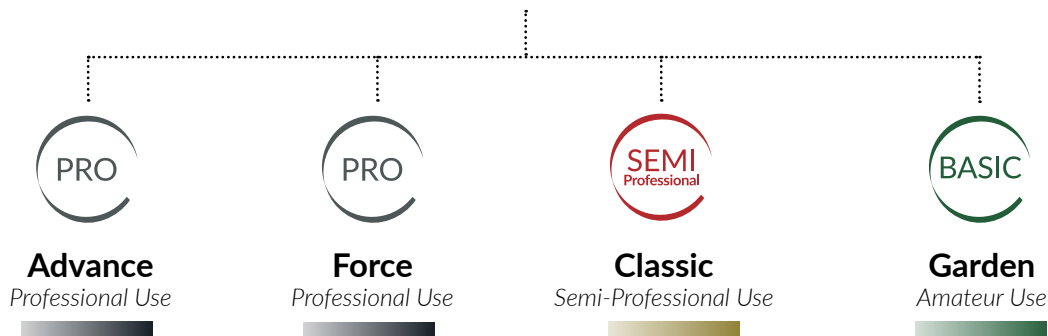 PRO
PRO
SEMI
Professional
BASIC
Advance
Force
Classic
Garden
Professional Use
Professional Use
Semi-Professional Use
Amateur Use